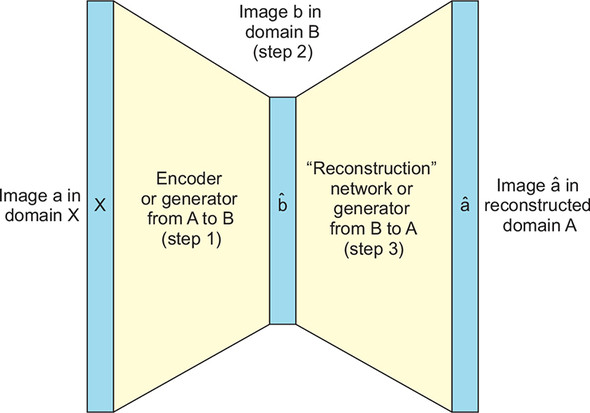 Image b in
domain B
(step 2)
Image a in
domain X
X
Encoder
or generator
from A to B
(step 1)
b̂
“Reconstruction”
network or
generator
from B to A
(step 3)
â
Image â in
reconstructed
domain A